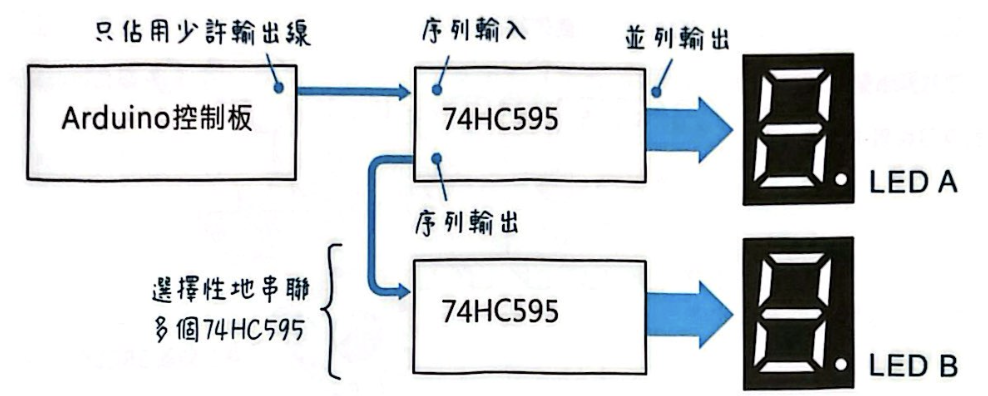 只佔用少許輸出線
序列輸入
並列輸出
Arduino控制板
74HC595
LED A
序列輸出
選擇性地串聯
多個74HC595
74HC595
LED B